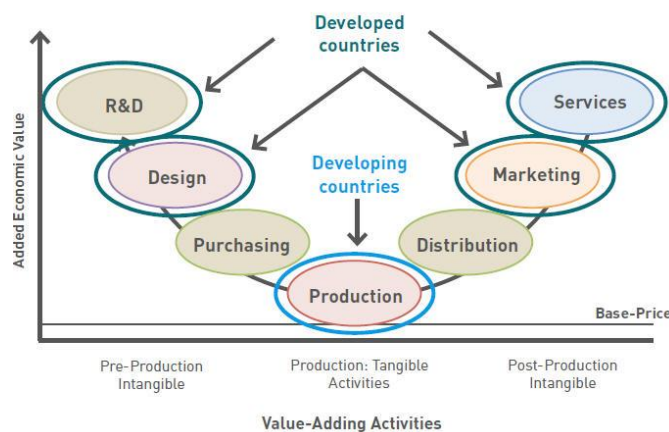 Developed
countries
R&D
Services
Design
Developing
countries
Marketing
Purchasing
Distribution
Production
Base-Price
Added Economic Value
Pre-Production
Intangible
Production: Tangible
Activities
Post-Production
Intangible
Value-Adding Activities